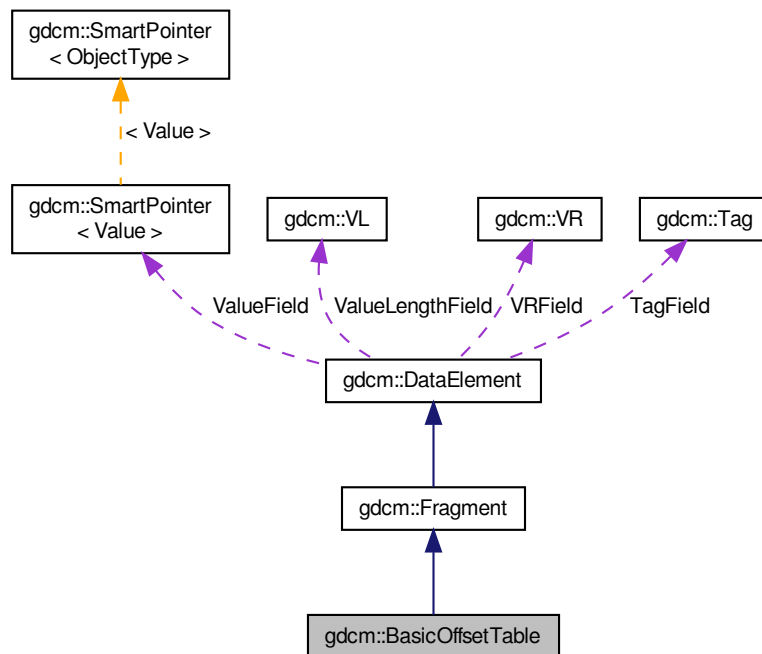 gdcm::SmartPointer
< ObjectType >
< Value >
gdcm::SmartPointer
< Value >
gdcm::VL
gdcm::VR
gdcm::Tag
ValueField
ValueLengthField
VRField
TagField
gdcm::DataElement
gdcm::Fragment
gdcm::BasicOffsetTable